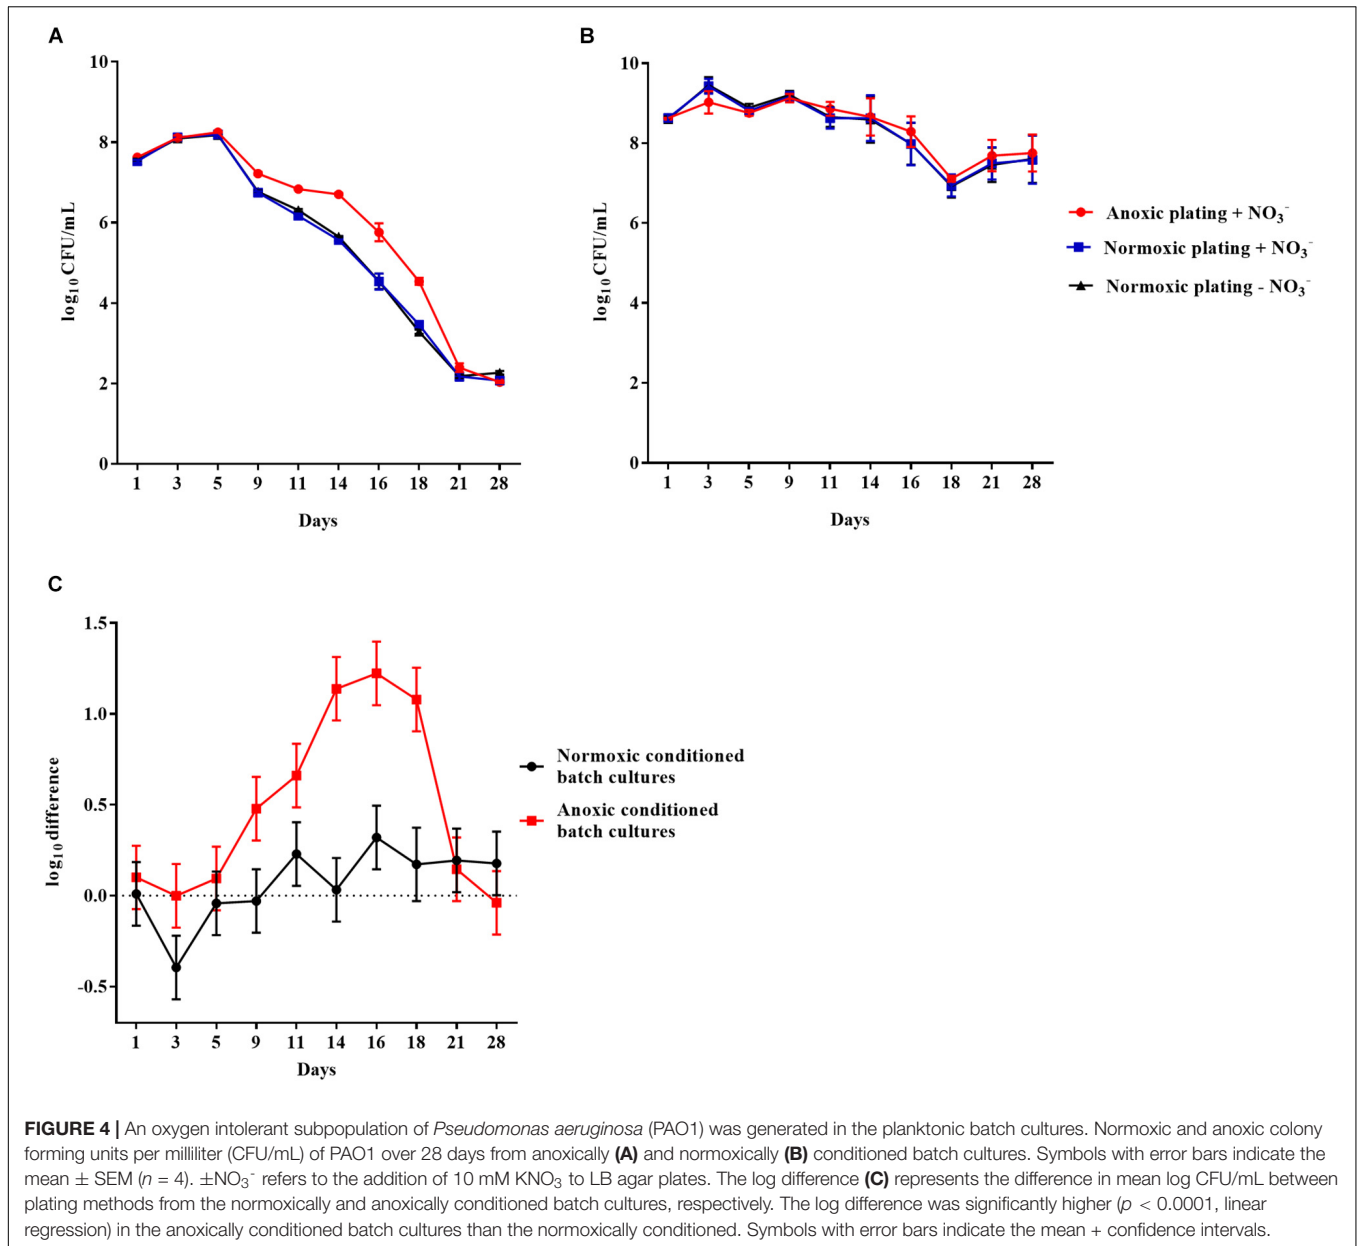 A
10
8
6
4
2
0
log10CFU/mL
1 3 5 9 11 14 16 18 21 28
Days
B
10
8
6
4
2
0
log10CFU/mL
1 3 5 9 11 14 16 18 21 28
Days
Anoxic plating + NO3-
Normoxic plating + NO3-
Normoxic plating - NO3-
C
1.5
1.0
0.5
0.0
-0.5
log10difference
1 3 5 9 11 14 16 18 21 28
Days
Normoxic conditioned
batch cultures
Anoxic conditioned
batch cultures
FIGURE 4 | An oxygen intolerant subpopulation of Pseudomonas aeruginosa (PAO1) was generated in the planktonic batch cultures. Normoxic and anoxic colony
forming units per milliliter (CFU/mL) of PAO1 over 28 days from anoxically (A) and normoxically (B) conditioned batch cultures. Symbols with error bars indicate the
mean ± SEM (n = 4). ±NO3- refers to the addition of 10 mM KNO3 to LB agar plates. The log difference (C) represents the difference in mean log CFU/mL between
plating methods from the normoxically and anoxically conditioned batch cultures, respectively. The log difference was significantly higher (p < 0.0001, linear
regression) in the anoxically conditioned batch cultures than the normoxically conditioned. Symbols with error bars indicate the mean + confidence intervals.